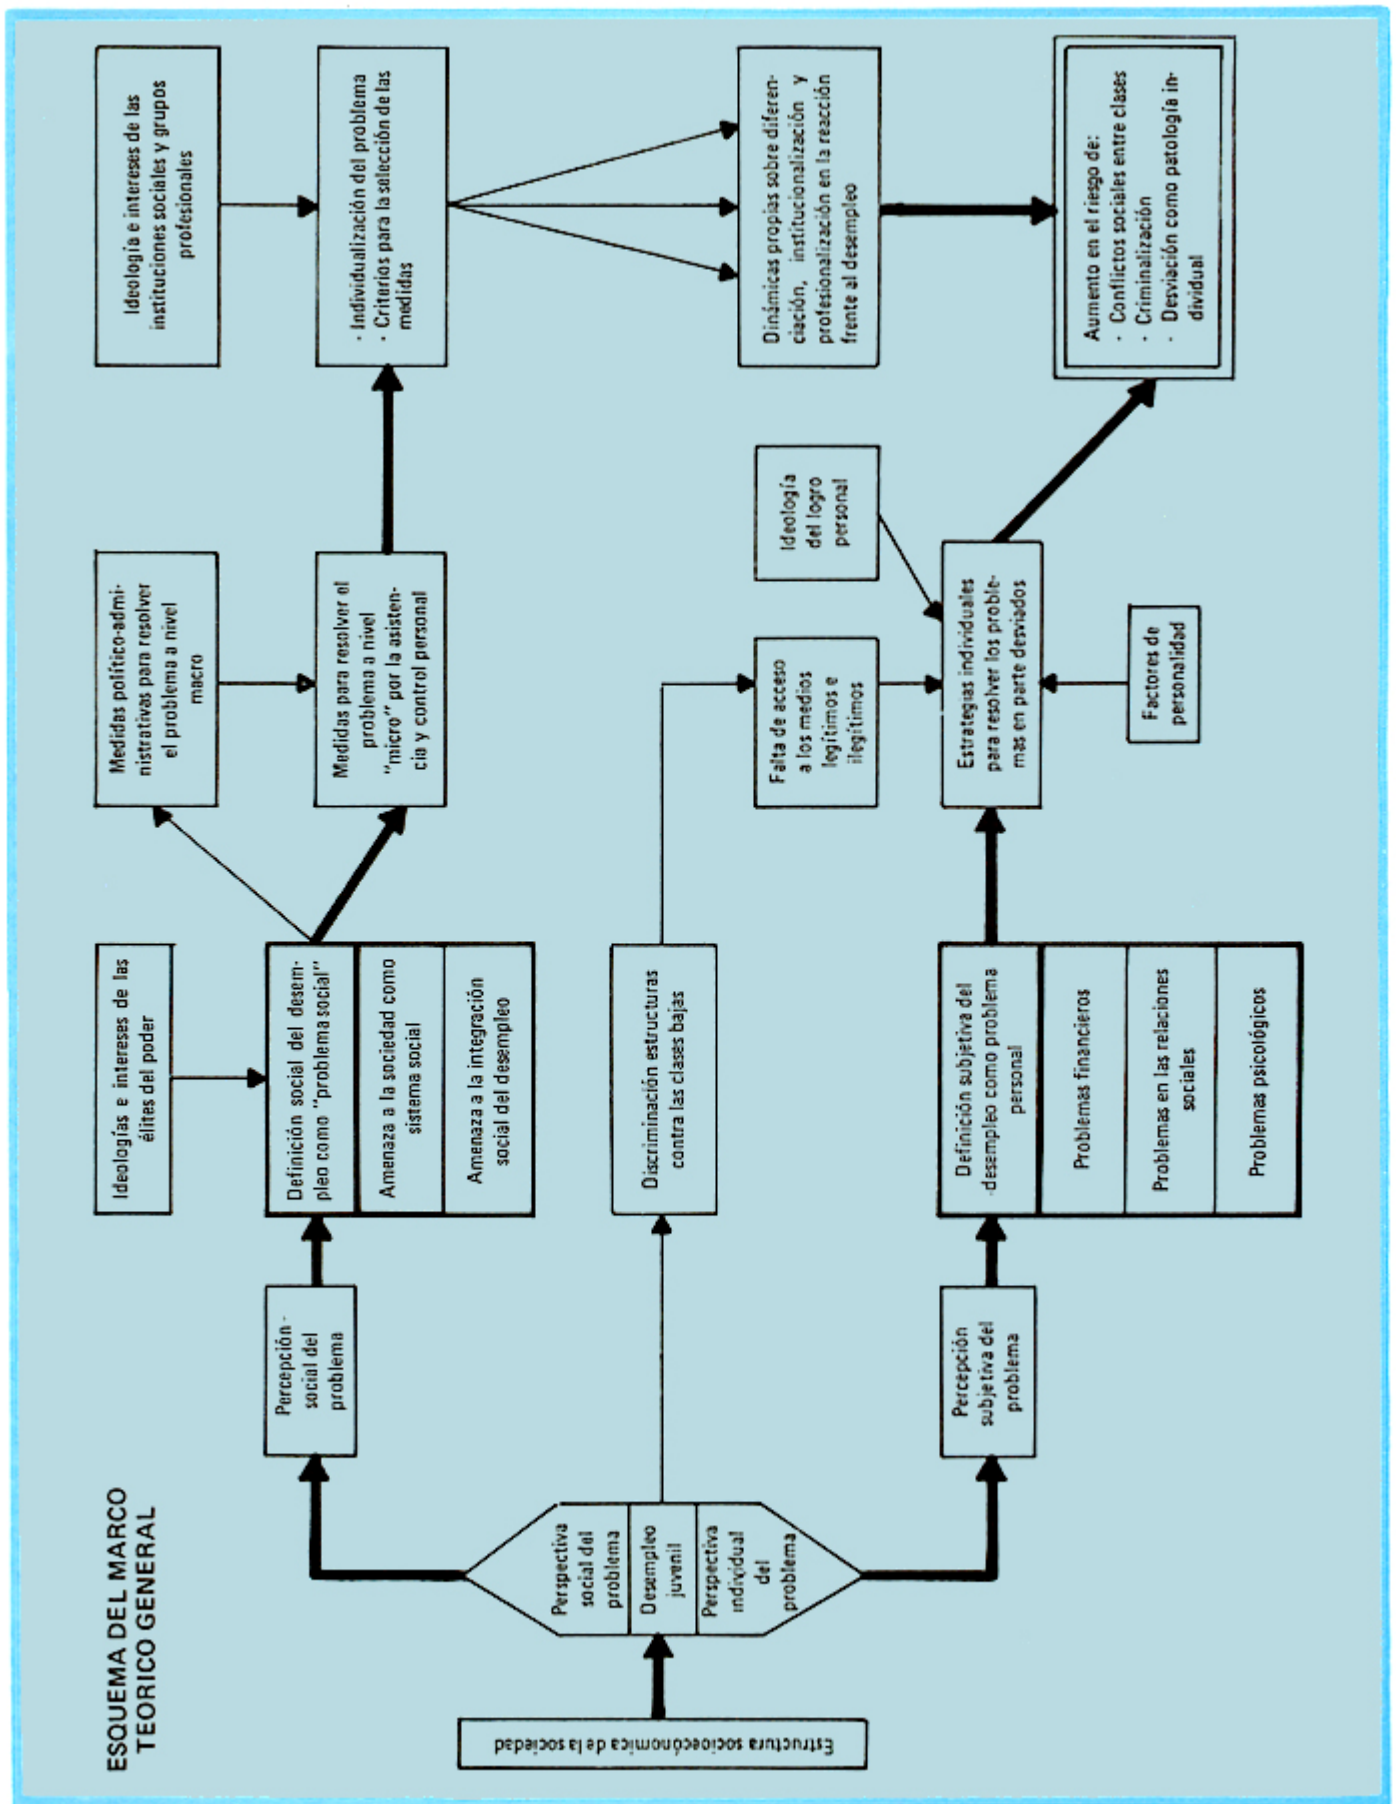 ESQUEMA DEL MARCO
TEORICO GENERAL
Estructura socioecónomica de la sociedad
Perspectiva
social del
problema
Desempleo
juvenil
Perspectiva
individual
del
problema
Percepción -
social del
problema
Ideologías e intereses de las
élites del poder
Definición social del desem-
pleo como "problema social"
Amenaza a la sociedad como
sistema social
Amenaza a la integración
social del desempleo
Medidas político-admi-
nistrativas para resolver
el problema a nivel
macro
Medidas para resolver el
problema a nivel
"micro" por la asisten-
cia y control personal
Ideología e intereses de las
instituciones sociales y grupos
profesionales
· Individualización del problema
· Criterios para la selección de las
medidas
Discriminación estructuras
contra las clases bajas
Falta de acceso
a los medios
legítimos e
ilegítimos
Ideología
del logro
personal
Dinámicas propias sobre diferen-
ciación, institucionalización y
profesionalización en la reacción
frente al desempleo
Percepción
subjetiva del
problema
Definición subjetiva del
-desempleo como problema
personal
Problemas financieros
Problemas en las relaciones
sociales
Problemas psicológicos
Estrategias individuales
para resolver los proble-
mas en parte desviados
Factores de
personalidad
Aumento en el riesgo de:
· Conflictos sociales entre clases
· Criminalización
· Desviación como patología in-
dividual